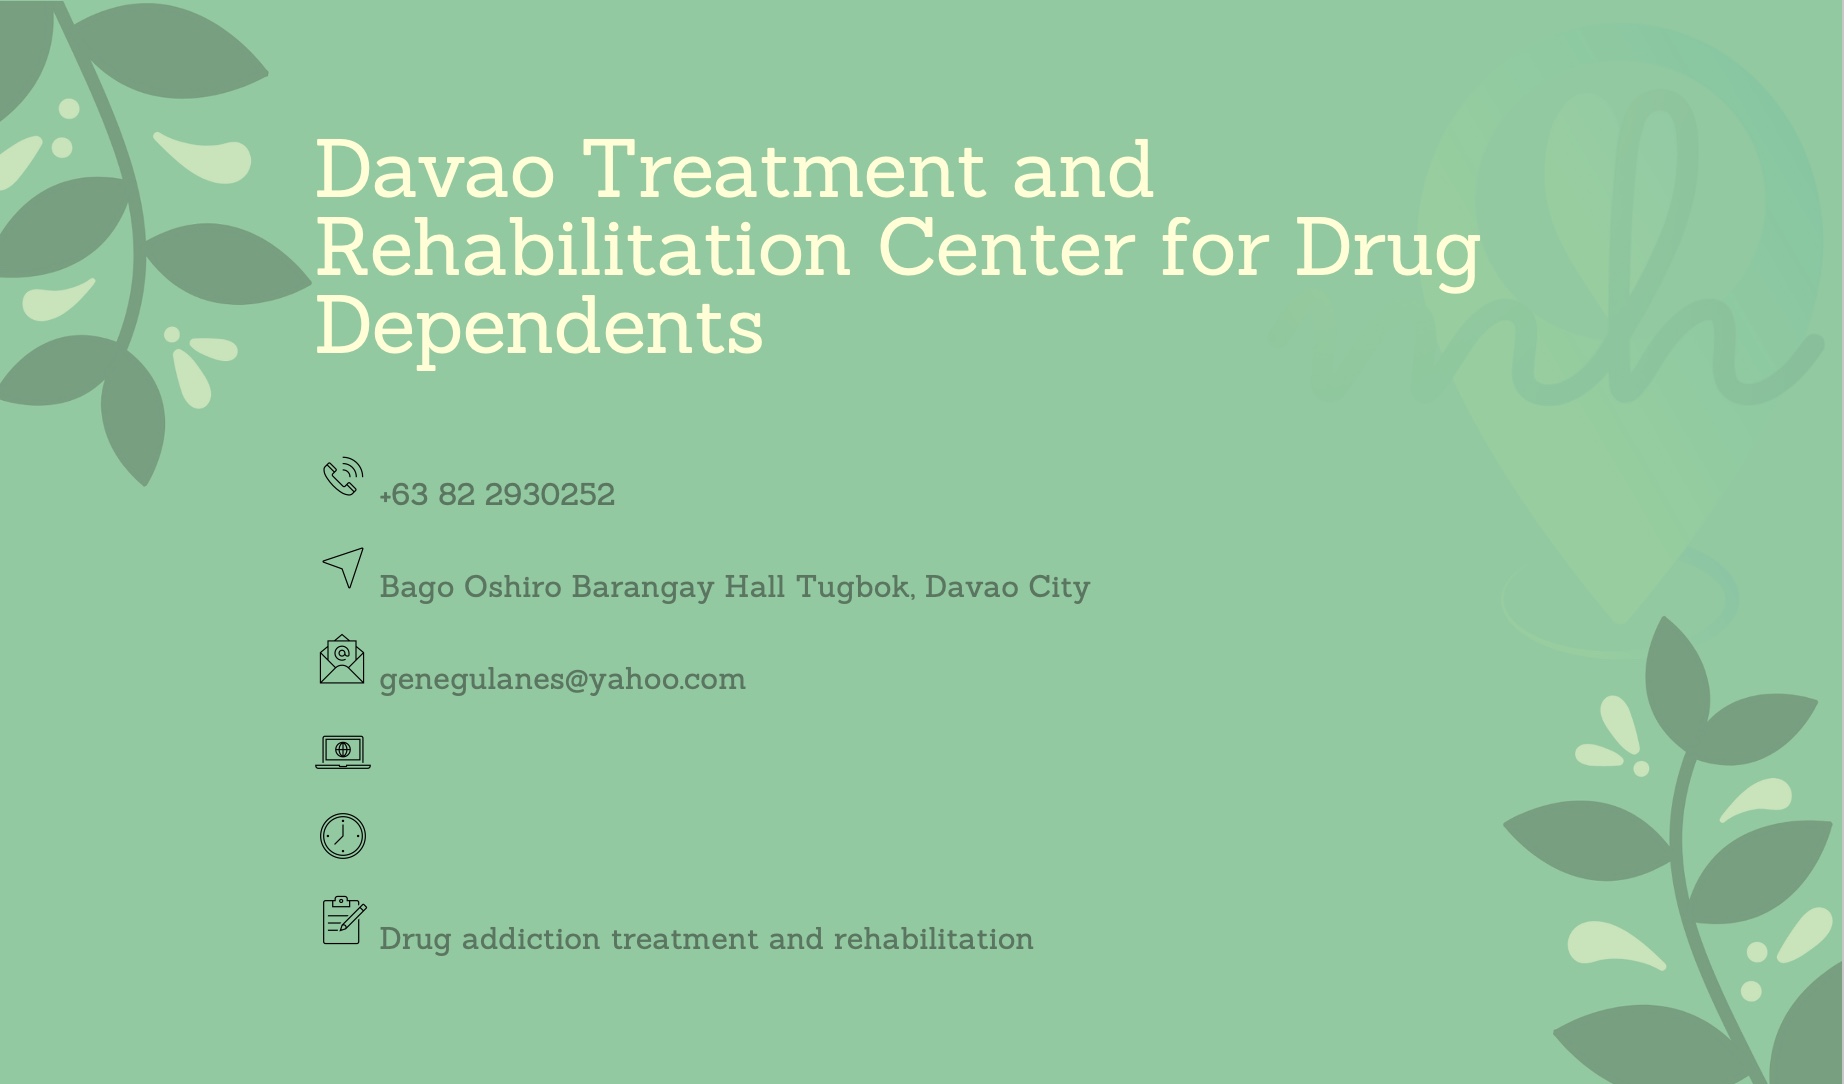 Davao Treatment and
Rehabilitation Center for Drug
Dependents
+63 82 2930252
Bago Oshiro Barangay Hall Tugbok, Davao City
genegulanes@yahoo.com
Drug addiction treatment and rehabilitation